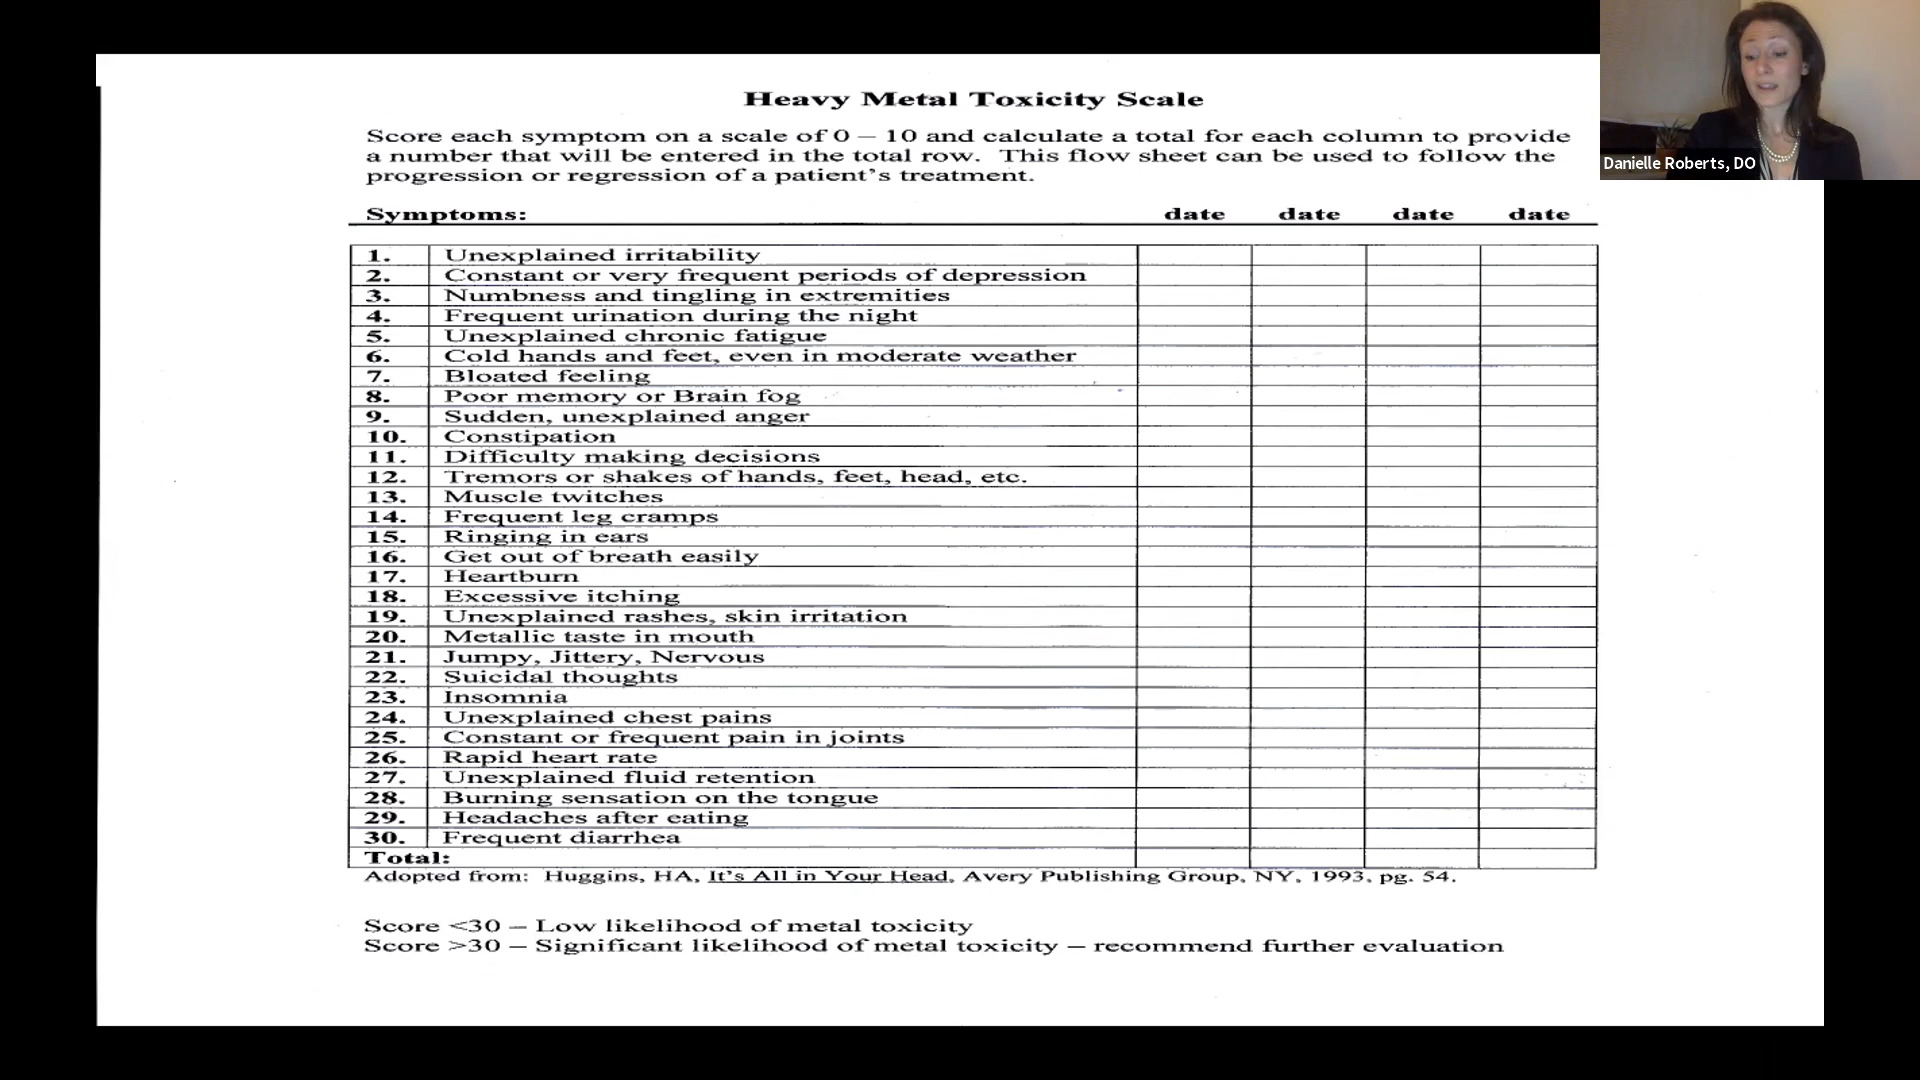 Heavy Metal Toxicity Scale
Score each symptom on a scale of 0 – 10 and calculate a total for each column to provide
a number that will be entered in the total row. This flow sheet can be used to follow the
progression or regression of a patient's treatment.
Danielle Roberts, DO
Symptoms: date date date date
1. Unexplained irritability
2. Constant or very frequent periods of depression
3. Numbness and tingling in extremities
4. Frequent urination during the night
5. Unexplained chronic fatigue
6. Cold hands and feet, even in moderate weather
7. Bloated feeling
8. Poor memory or Brain fog
9. Sudden, unexplained anger
10. Constipation
11. Difficulty making decisions
12. Tremors or shakes of hands, feet, head, etc.
13. Muscle twitches
14. Frequent leg cramps
15. Ringing in ears
16. Get out of breath easily
17. Heartburn
18. Excessive itching
19. Unexplained rashes, skin irritation
20. Metallic taste in mouth
21. Jumpy, Jittery, Nervous
22. Suicidal thoughts
23. Insomnia
24. Unexplained chest pains
25. Constant or frequent pain in joints
26. Rapid heart rate
27. Unexplained fluid retention
28. Burning sensation on the tongue
29. Headaches after eating
30. Frequent diarrhea
Total:
Adopted from: Huggins, HA, It's All in Your Head, Avery Publishing Group, NY, 1993, pg. 54.
Score <30 – Low likelihood of metal toxicity
Score >30 – Significant likelihood of metal toxicity – recommend further evaluation